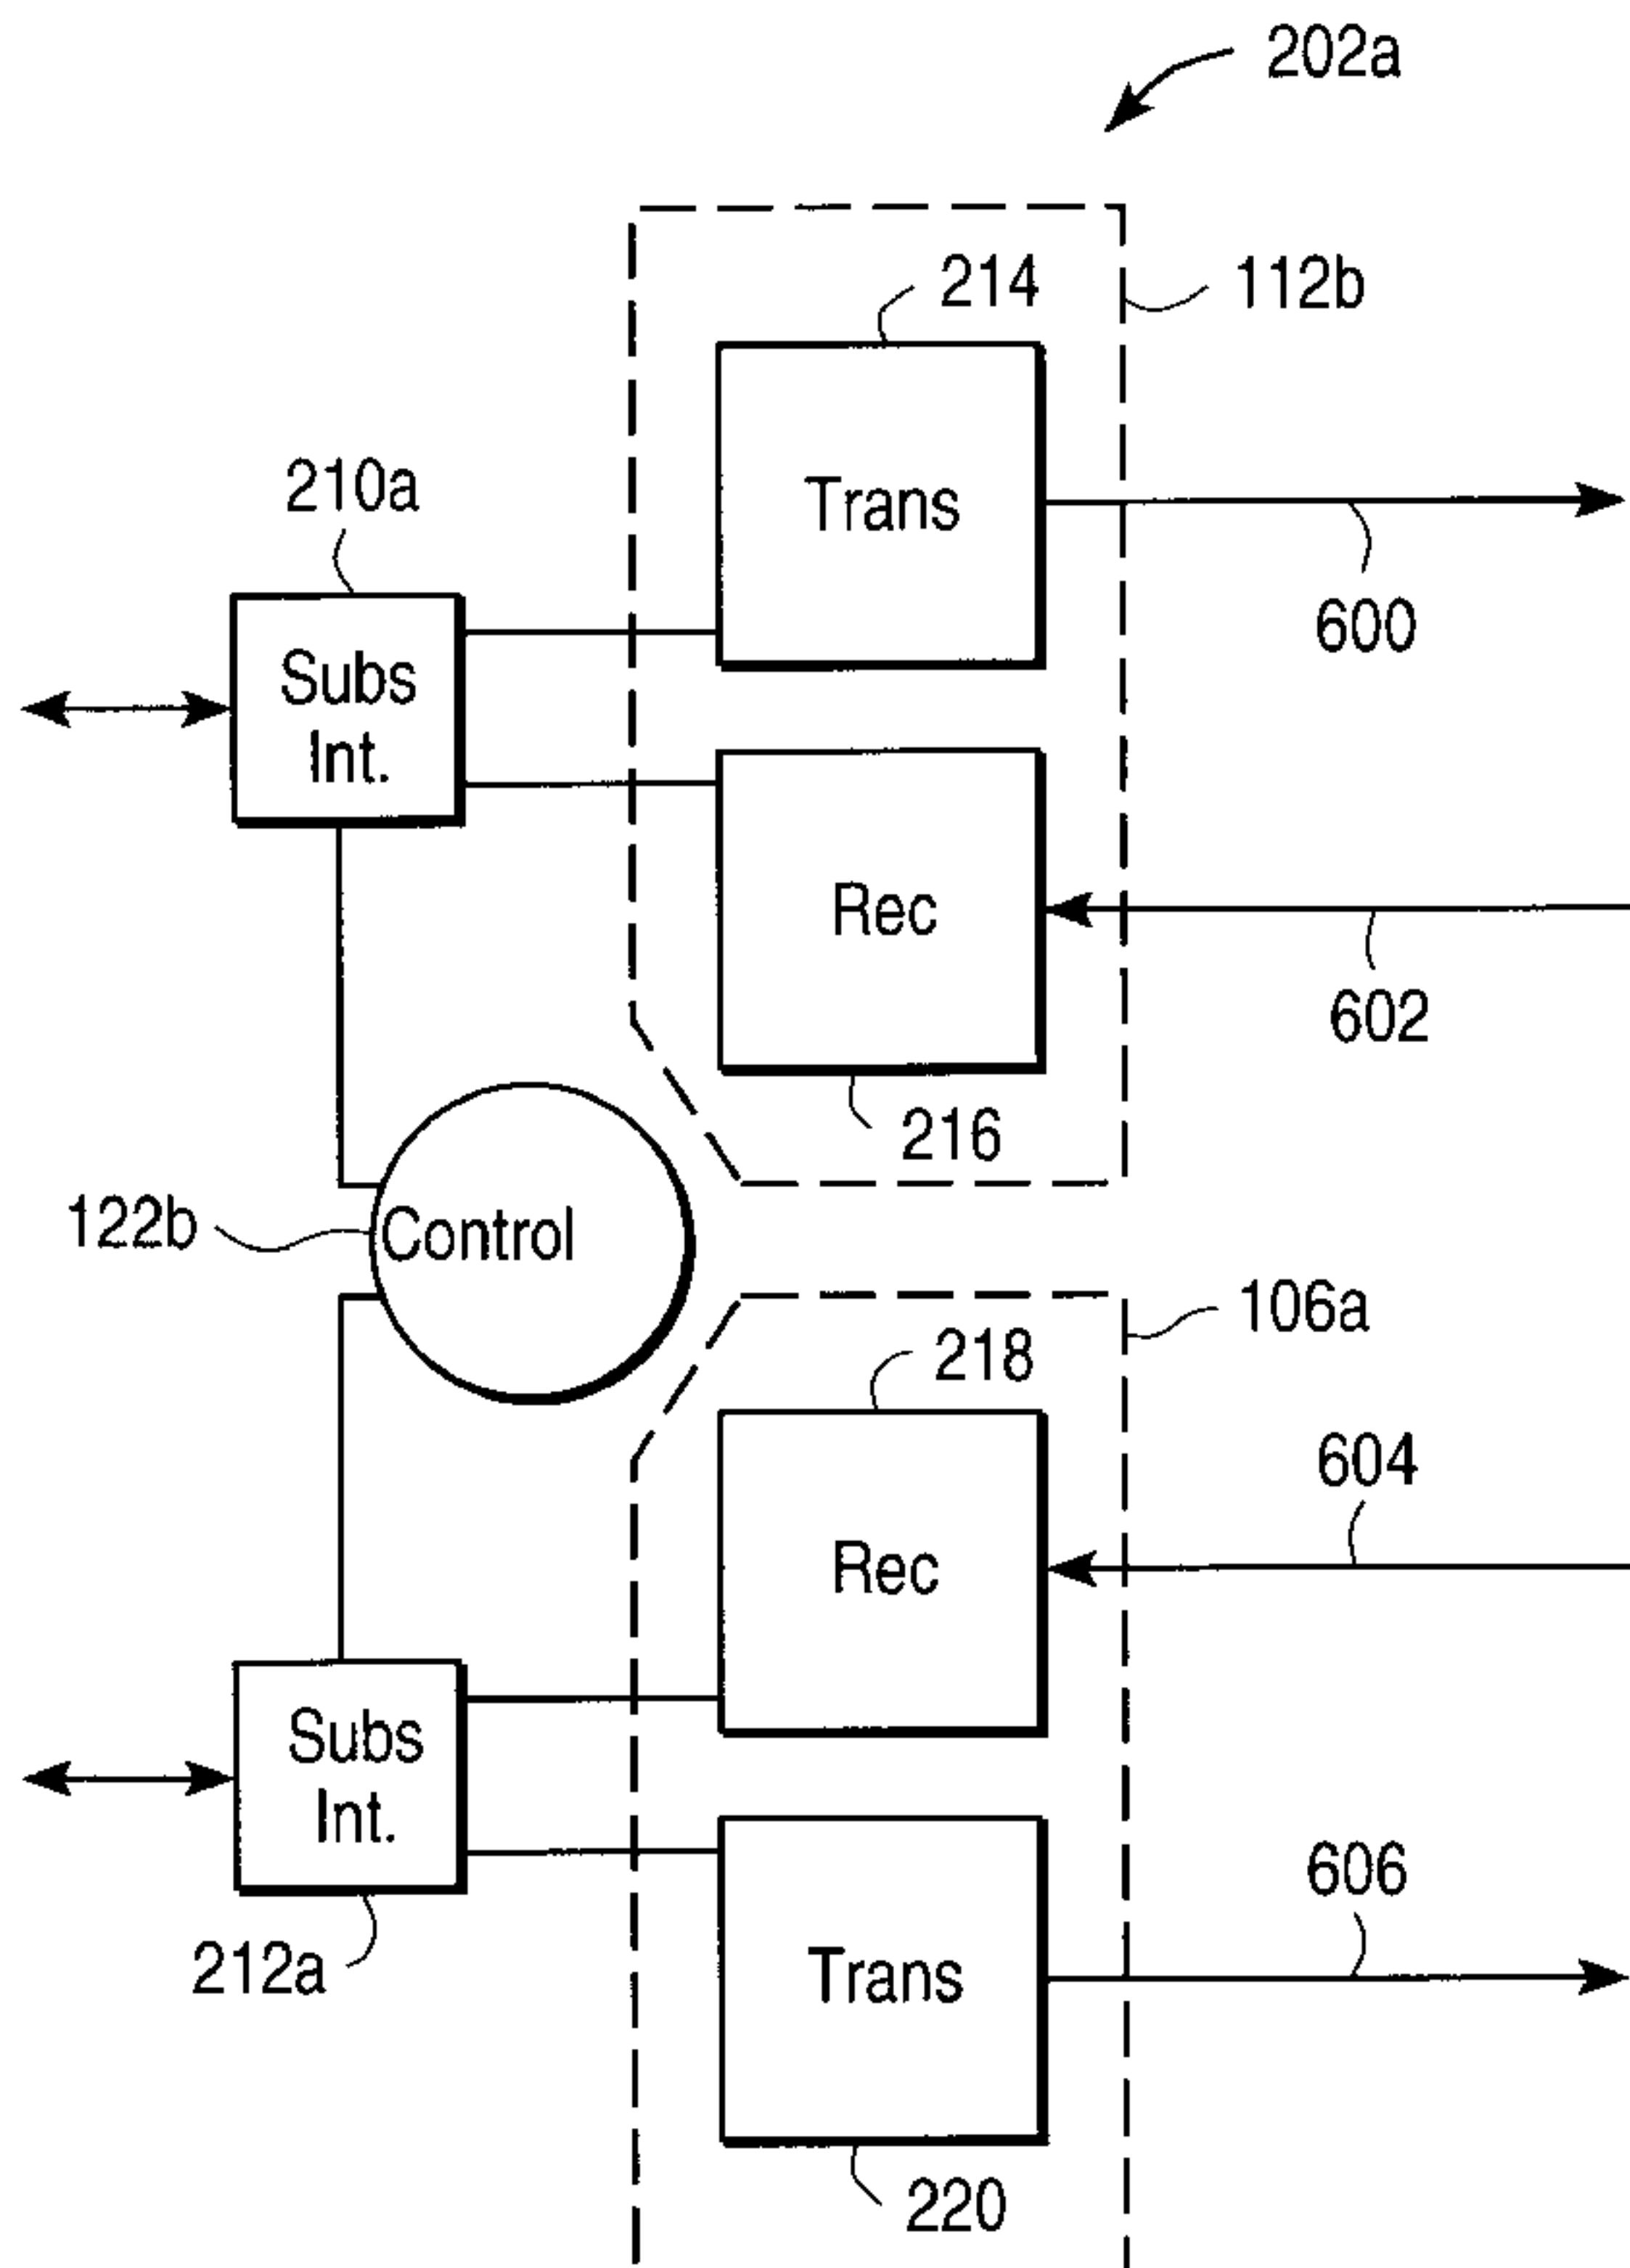 202a
214
112b
210a
Trans
600
Subs
Int.
Rec
602
216
122b
Control
106a
218
604
Rec
Subs
Int.
212a
606
Trans
220